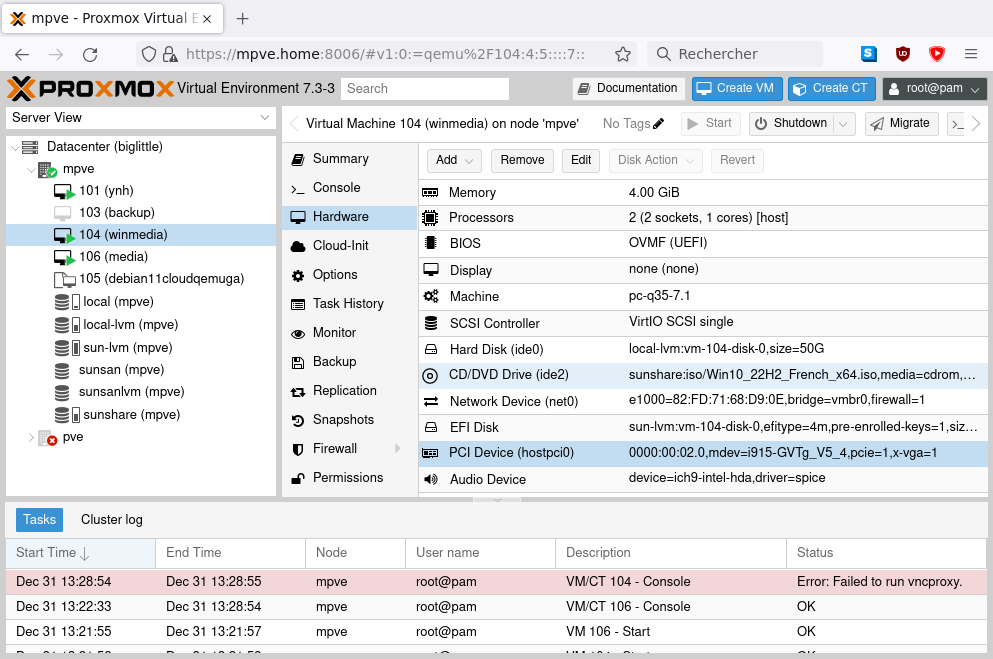 mpve - Proxmox Virtual E
https://mpve.home:8006/#v1:0:=qemu%2F104:4:5::::7::
Rechercher
PROXMOX Virtual Environment 7.3-3
Search
Documentation
Create VM
Create CT
root@pam
Server View
Virtual Machine 104 (winmedia) on node 'mpve'
No Tags
Start
Shutdown
Migrate
>_
Datacenter (biglittle)
mpve
101 (ynh)
103 (backup)
104 (winmedia)
106 (media)
105 (debian11cloudqemuga)
local (mpve)
local-lvm (mpve)
sun-lvm (mpve)
sunsan (mpve)
sunsanlvm (mpve)
sunshare (mpve)
pve
Summary
Console
Hardware
Cloud-Init
Options
Task History
Monitor
Backup
Replication
Snapshots
Firewall
Permissions
Add
Remove
Edit
Disk Action
Revert
Memory 4.00 GiB
Processors 2 (2 sockets, 1 cores) [host]
BIOS OVMF (UEFI)
Display none (none)
Machine pc-q35-7.1
SCSI Controller VirtIO SCSI single
Hard Disk (ide0) local-lvm:vm-104-disk-0,size=50G
CD/DVD Drive (ide2) sunshare:iso/Win10_22H2_French_x64.iso,media=cdrom,…
Network Device (net0) e1000=82:FD:71:68:D9:0E,bridge=vmbr0,firewall=1
EFI Disk sun-lvm:vm-104-disk-0,efitype=4m,pre-enrolled-keys=1,siz…
PCI Device (hostpci0) 0000:00:02.0,mdev=i915-GVTg_V5_4,pcie=1,x-vga=1
Audio Device device=ich9-intel-hda,driver=spice
Tasks
Cluster log
Start Time End Time Node User name Description Status
Dec 31 13:28:54 Dec 31 13:28:55 mpve root@pam VM/CT 104 - Console Error: Failed to run vncproxy.
Dec 31 13:22:33 Dec 31 13:28:54 mpve root@pam VM/CT 106 - Console OK
Dec 31 13:21:55 Dec 31 13:21:57 mpve root@pam VM 106 - Start OK